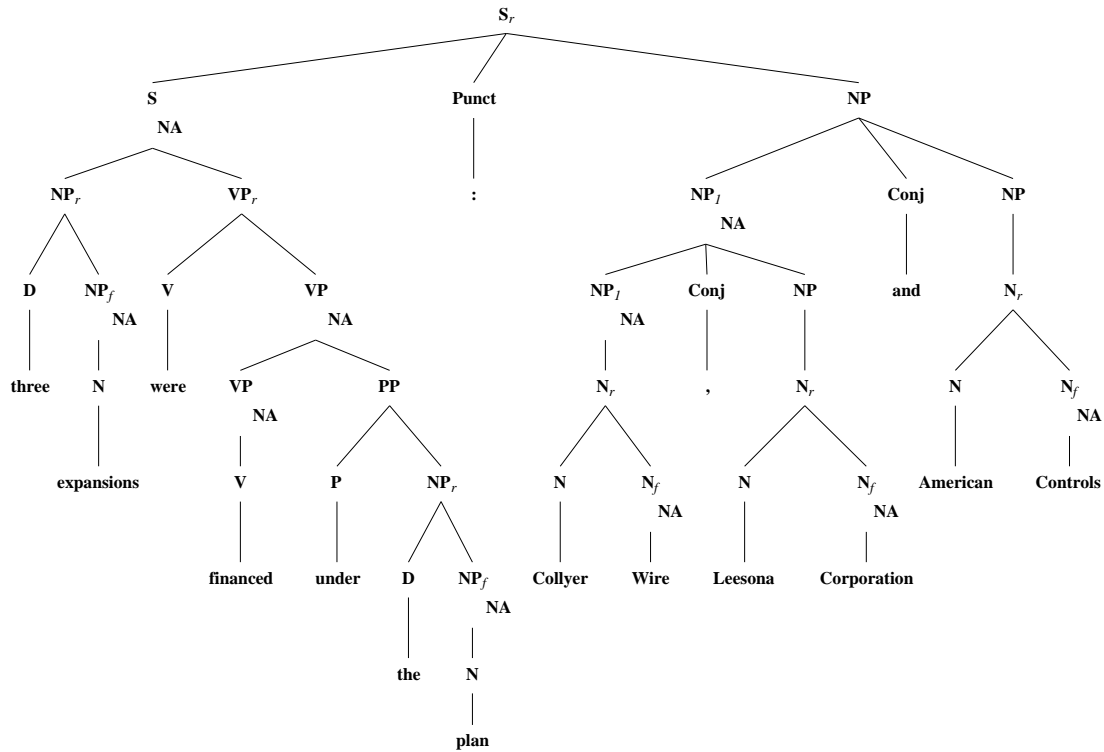 S_r
S Punct NP
NA
NP_r VP_r : NP_1 Conj NP
NA
D NP_f V VP NP_1 Conj NP and N_r
NA NA NA
three N were VP PP N_r , N_r N N_f
NA NA
expansions V P NP_r N N_f N N_f American Controls
NA NA
financed under D NP_f Collyer Wire Leesona Corporation
NA
the N
plan